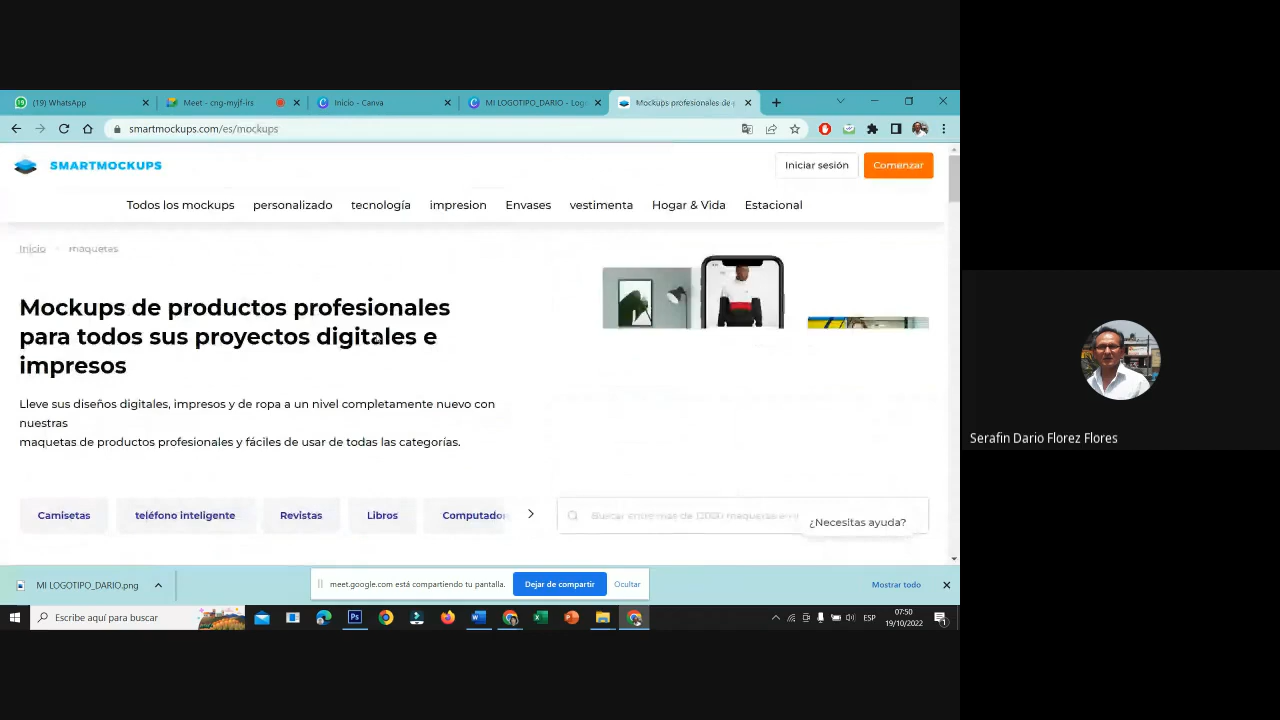 (19) WhatsApp
Meet - cng-myjf-irs
Inicio - Canva
MI LOGOTIPO_DARIO - Log
Mockups profesionales de
smartmockups.com/es/mockups
SMARTMOCKUPS
Iniciar sesión
Comenzar
Todos los mockups
personalizado
tecnología
impresion
Envases
vestimenta
Hogar & Vida
Estacional
Inicio
maquetas
Mockups de productos profesionales
para todos sus proyectos digitales e
impresos
Lleve sus diseños digitales, impresos y de ropa a un nivel completamente nuevo con
nuestras
maquetas de productos profesionales y fáciles de usar de todas las categorías.
Camisetas
teléfono inteligente
Revistas
Libros
Computador
¿Necesitas ayuda?
MI LOGOTIPO_DARIO.png
meet.google.com está compartiendo tu pantalla.
Dejar de compartir
Ocultar
Mostrar todo
Escribe aquí para buscar
ESP
07:50
19/10/2022
Serafin Dario Florez Flores